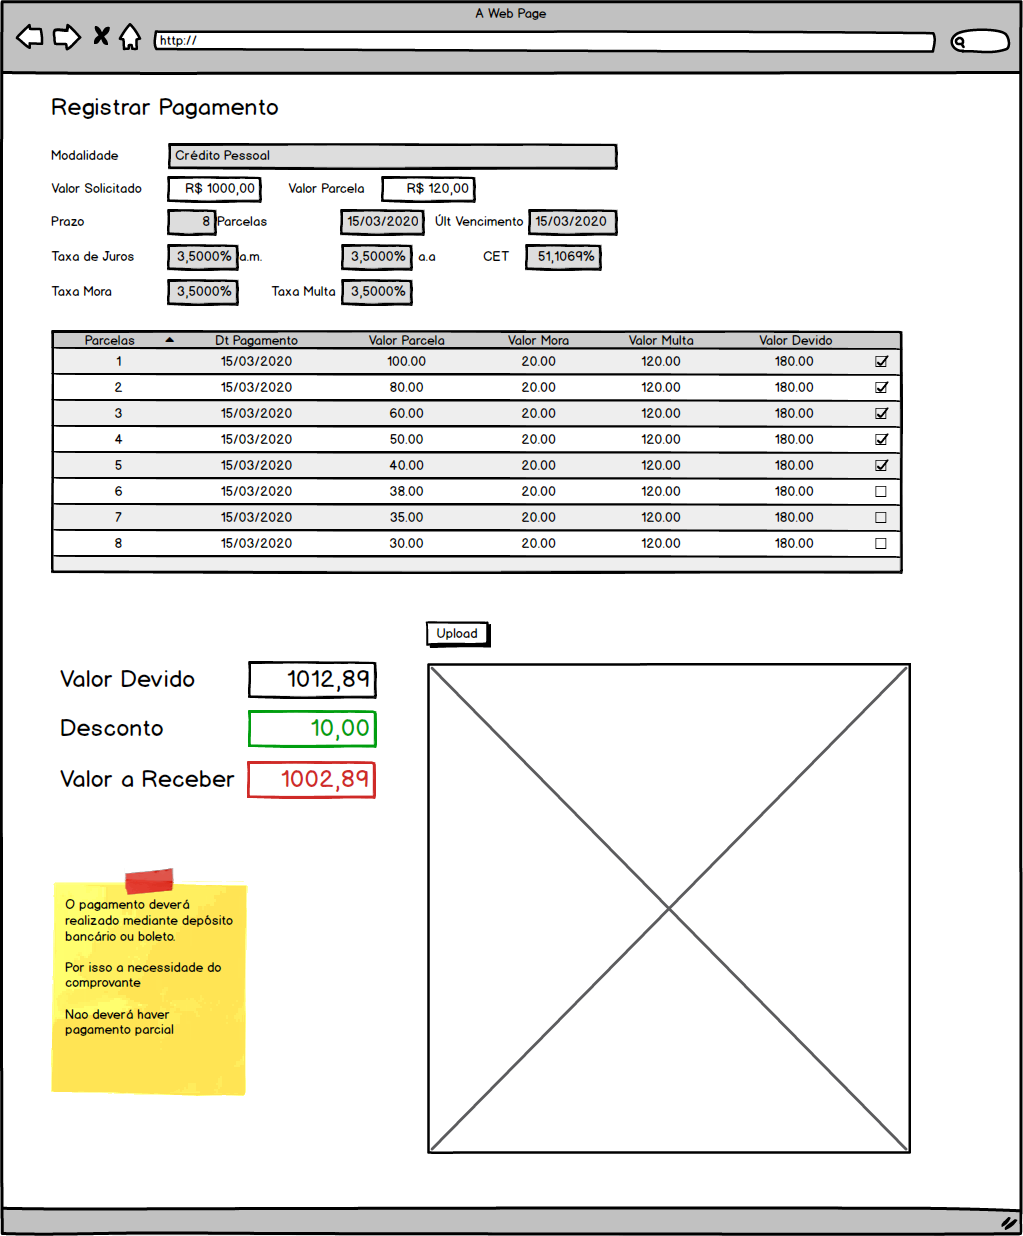 A Web Page
http://
Registrar Pagamento
Modalidade Crédito Pessoal
Valor Solicitado R$ 1000,00 Valor Parcela R$ 120,00
Prazo 8 Parcelas 15/03/2020 Últ Vencimento 15/03/2020
Taxa de Juros 3,5000% a.m. 3,5000% a.a CET 51,1069%
Taxa Mora 3,5000% Taxa Multa 3,5000%
Parcelas Dt Pagamento Valor Parcela Valor Mora Valor Multa Valor Devido
1 15/03/2020 100.00 20.00 120.00 180.00
2 15/03/2020 80.00 20.00 120.00 180.00
3 15/03/2020 60.00 20.00 120.00 180.00
4 15/03/2020 50.00 20.00 120.00 180.00
5 15/03/2020 40.00 20.00 120.00 180.00
6 15/03/2020 38.00 20.00 120.00 180.00
7 15/03/2020 35.00 20.00 120.00 180.00
8 15/03/2020 30.00 20.00 120.00 180.00
Upload
Valor Devido 1012,89
Desconto 10,00
Valor a Receber 1002,89
O pagamento deverá
realizado mediante depósito
bancário ou boleto.
Por isso a necessidade do
comprovante
Nao deverá haver
pagamento parcial